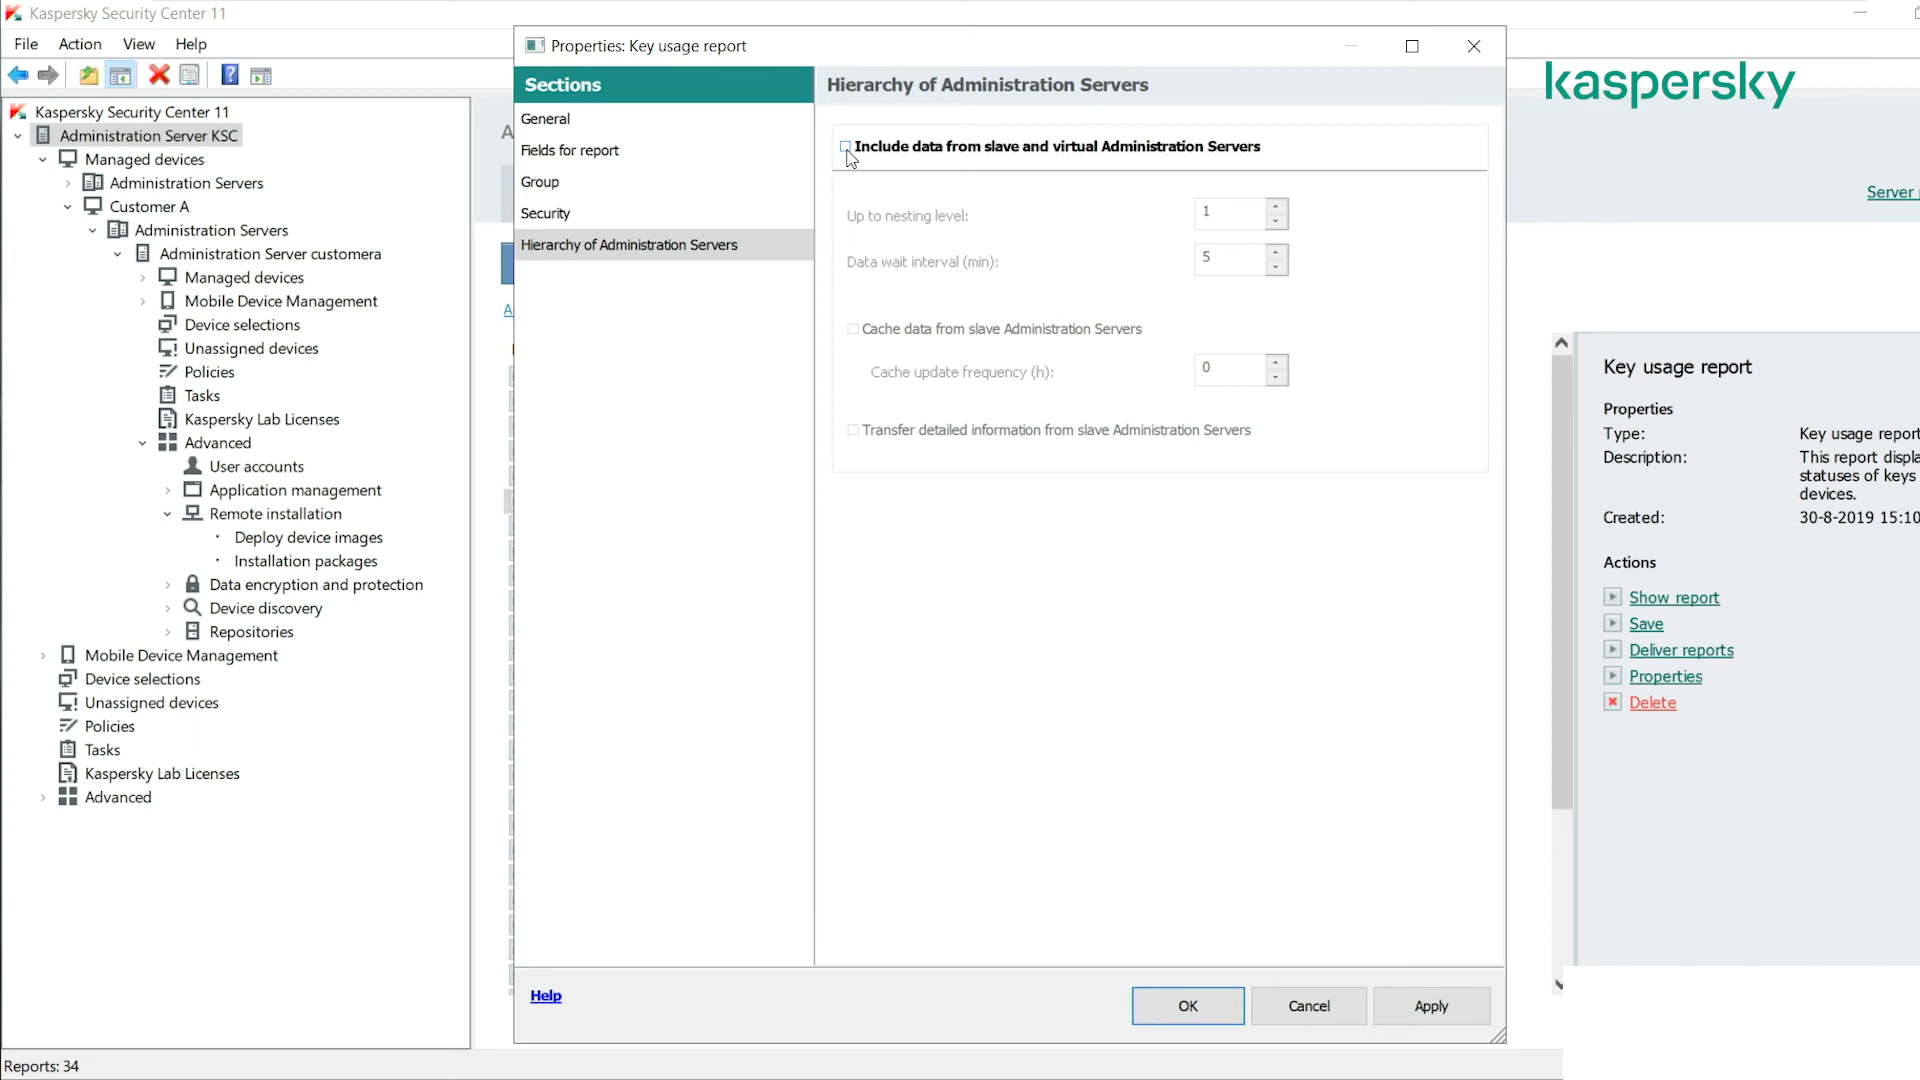 Kaspersky Security Center 11
File Action View Help
Kaspersky Security Center 11
Administration Server KSC
Managed devices
Administration Servers
Customer A
Administration Servers
Administration Server customera
Managed devices
Mobile Device Management
Device selections
Unassigned devices
Policies
Tasks
Kaspersky Lab Licenses
Advanced
User accounts
Application management
Remote installation
Deploy device images
Installation packages
Data encryption and protection
Device discovery
Repositories
Mobile Device Management
Device selections
Unassigned devices
Policies
Tasks
Kaspersky Lab Licenses
Advanced
Reports: 34
A
A
Properties: Key usage report
Sections
General
Fields for report
Group
Security
Hierarchy of Administration Servers
Hierarchy of Administration Servers
Include data from slave and virtual Administration Servers
Up to nesting level: 1
Data wait interval (min): 5
Cache data from slave Administration Servers
Cache update frequency (h): 0
Transfer detailed information from slave Administration Servers
Help
OK Cancel Apply
kaspersky
Server
Key usage report
Properties
Type: Key usage report
Description: This report displa
statuses of keys
devices.
Created: 30-8-2019 15:10
Actions
Show report
Save
Deliver reports
Properties
Delete